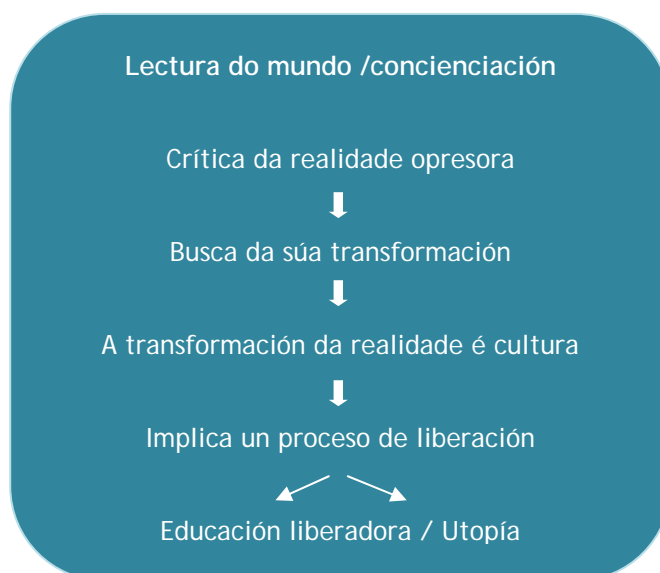 Lectura do mundo /concienciación
Crítica da realidade opresora
Busca da súa transformación
A transformación da realidade é cultura
Implica un proceso de liberación
Educación liberadora / Utopía